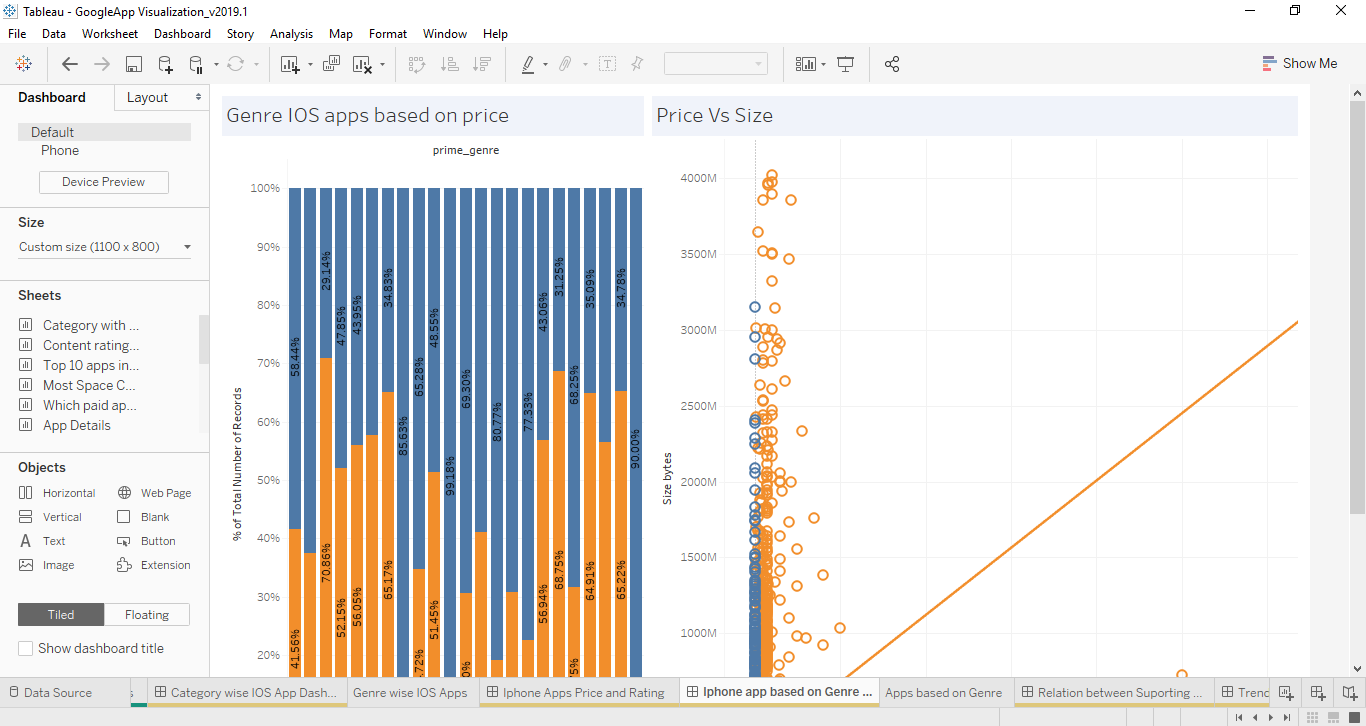 Tableau - GoogleApp Visualization_v2019.1
File Data Worksheet Dashboard Story Analysis Map Format Window Help
Show Me
Dashboard Layout
Default
Phone
Device Preview
Size
Custom size (1100 x 800)
Sheets
Category with ...
Content rating...
Top 10 apps in...
Most Space C...
Which paid ap...
App Details
Objects
Horizontal Web Page
Vertical Blank
Text Button
Image Extension
Tiled Floating
Show dashboard title
Genre IOS apps based on price
prime_genre
% of Total Number of Records
100%
90%
80%
70%
60%
50%
40%
30%
20%
58.44%
41.56%
29.14%
70.86%
47.85%
52.15%
43.95%
56.05%
34.83%
65.17%
85.63%
65.28%
.72%
48.55%
51.45%
99.18%
69.30%
80.77%
77.33%
43.06%
56.94%
31.25%
68.75%
68.25%
35.09%
64.91%
34.78%
65.22%
90.00%
Price Vs Size
Size bytes
4000M
3500M
3000M
2500M
2000M
1500M
1000M
Data Source s Category wise IOS App Dash... Genre wise IOS Apps Iphone Apps Price and Rating Iphone app based on Genre ... Apps based on Genre Relation between Suporting ... Trend